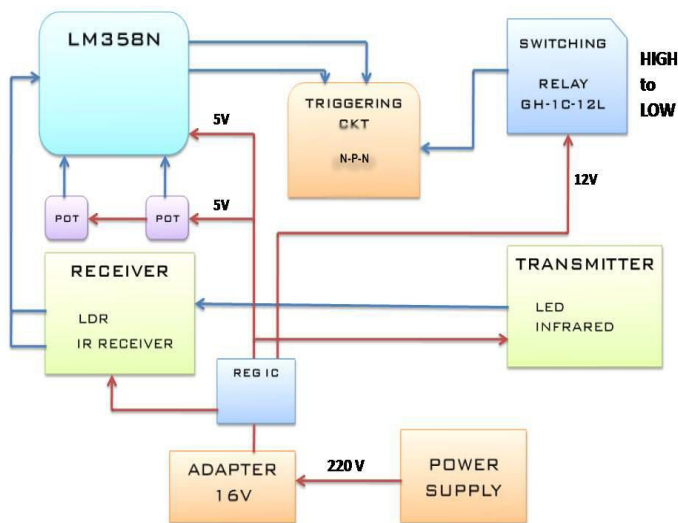 LM358N
SWITCHING
RELAY
GH-1C-12L
HIGH
to
LOW
TRIGGERING
CKT
N-P-N
5V
12V
POT
POT
5V
RECEIVER
LDR
IR RECEIVER
TRANSMITTER
LED
INFRARED
REG IC
ADAPTER
16V
220 V
POWER
SUPPLY